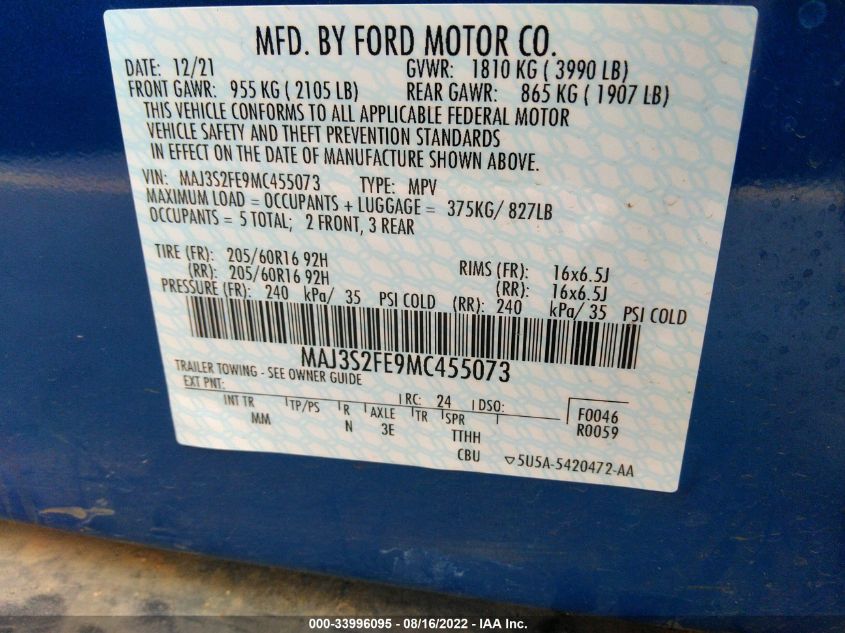 MFD. BY FORD MOTOR CO.
DATE: 12/21 GVWR: 1810 KG ( 3990 LB)
FRONT GAWR: 955 KG ( 2105 LB) REAR GAWR: 865 KG ( 1907 LB)
THIS VEHICLE CONFORMS TO ALL APPLICABLE FEDERAL MOTOR
VEHICLE SAFETY AND THEFT PREVENTION STANDARDS
IN EFFECT ON THE DATE OF MANUFACTURE SHOWN ABOVE.
VIN: MAJ3S2FE9MC455073 TYPE: MPV
MAXIMUM LOAD = OCCUPANTS + LUGGAGE = 375KG/ 827LB
OCCUPANTS = 5 TOTAL; 2 FRONT, 3 REAR
TIRE (FR): 205/60R16 92H RIMS (FR): 16x6.5J
(RR): 205/60R16 92H (RR): 16x6.5J
PRESSURE (FR): 240 kPa/ 35 PSI COLD (RR): 240 kPa/ 35 PSI COLD
MAJ3S2FE9MC455073
TRAILER TOWING - SEE OWNER GUIDE
EXT PNT: RC: 24 DSO: F0046
INT TR TP/PS R AXLE TR SPR R0059
MM N 3E TTHH
CBU 5U5A-5420472-AA
000-33996095 - 08/16/2022 - IAA Inc.